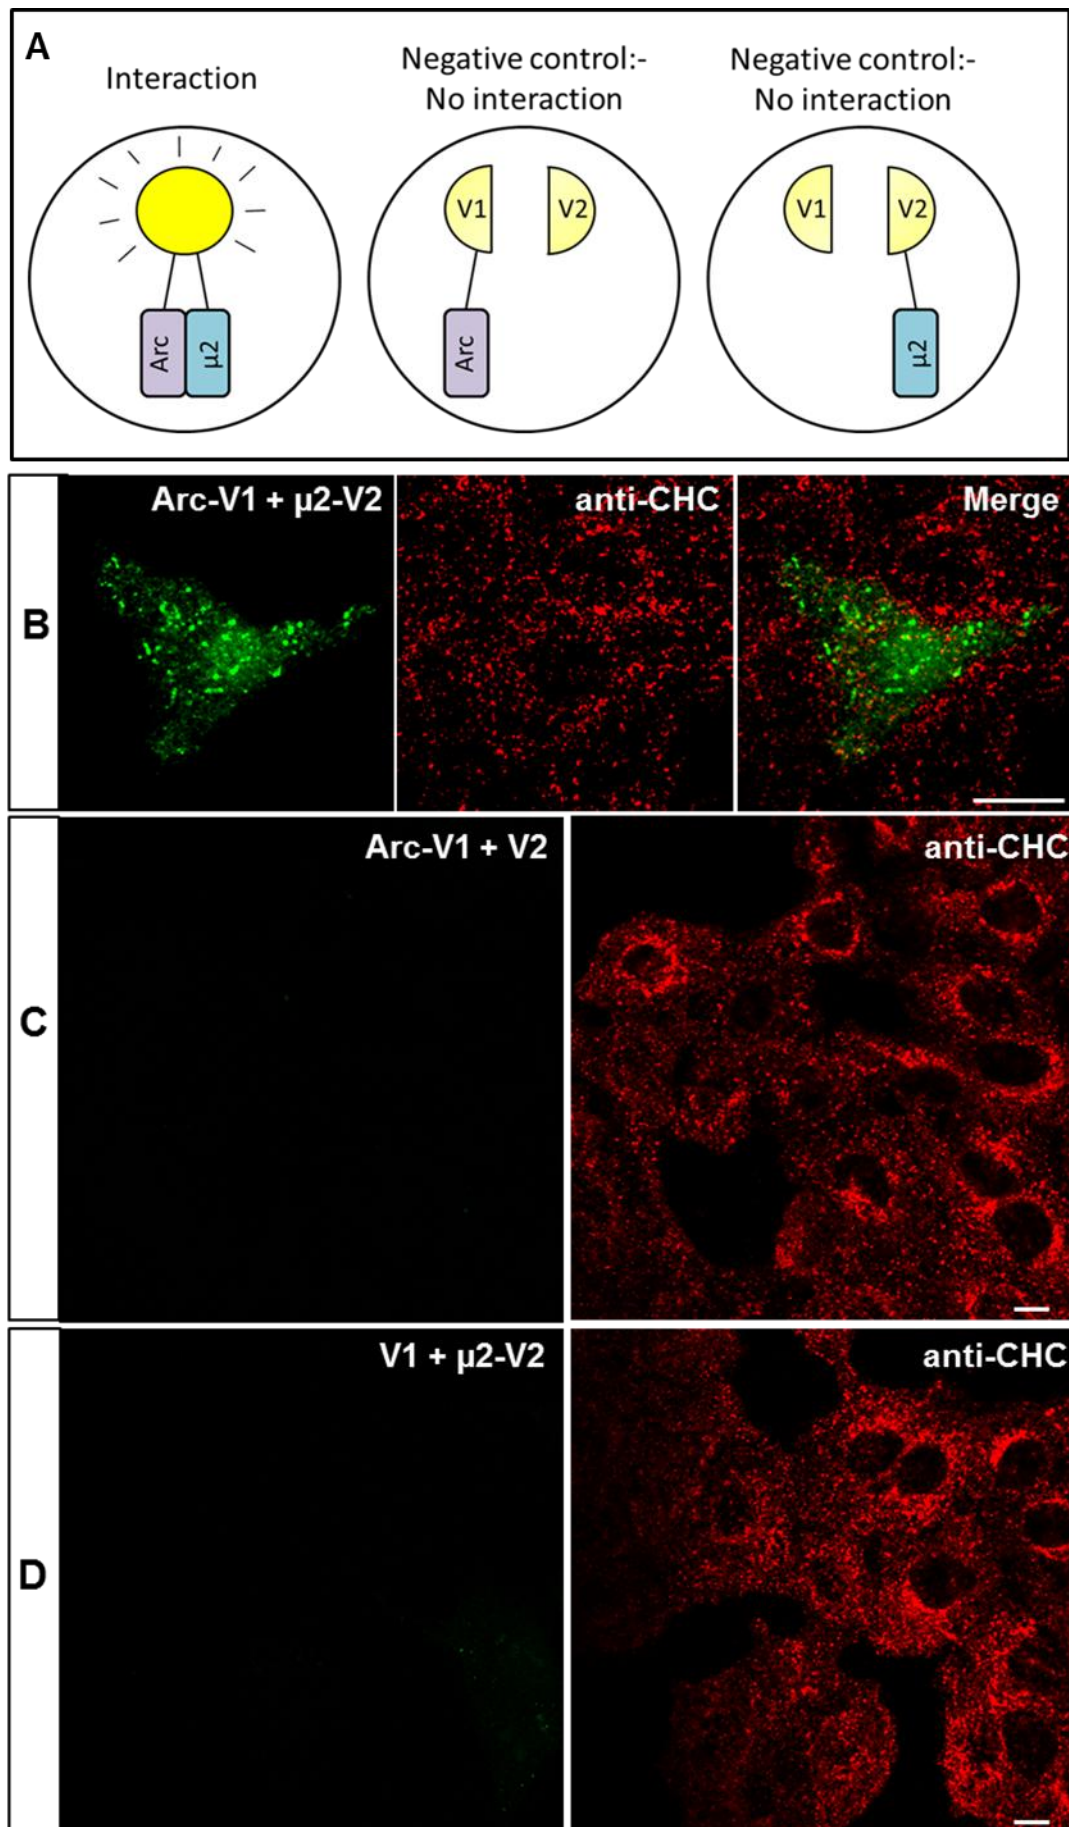 A
Interaction
Negative control:-
No interaction
Negative control:-
No interaction
V1
V2
V1
V2
Arc
µ2
Arc
µ2
B
Arc-V1 + µ2-V2
anti-CHC
Merge
C
Arc-V1 + V2
anti-CHC
D
V1 + µ2-V2
anti-CHC